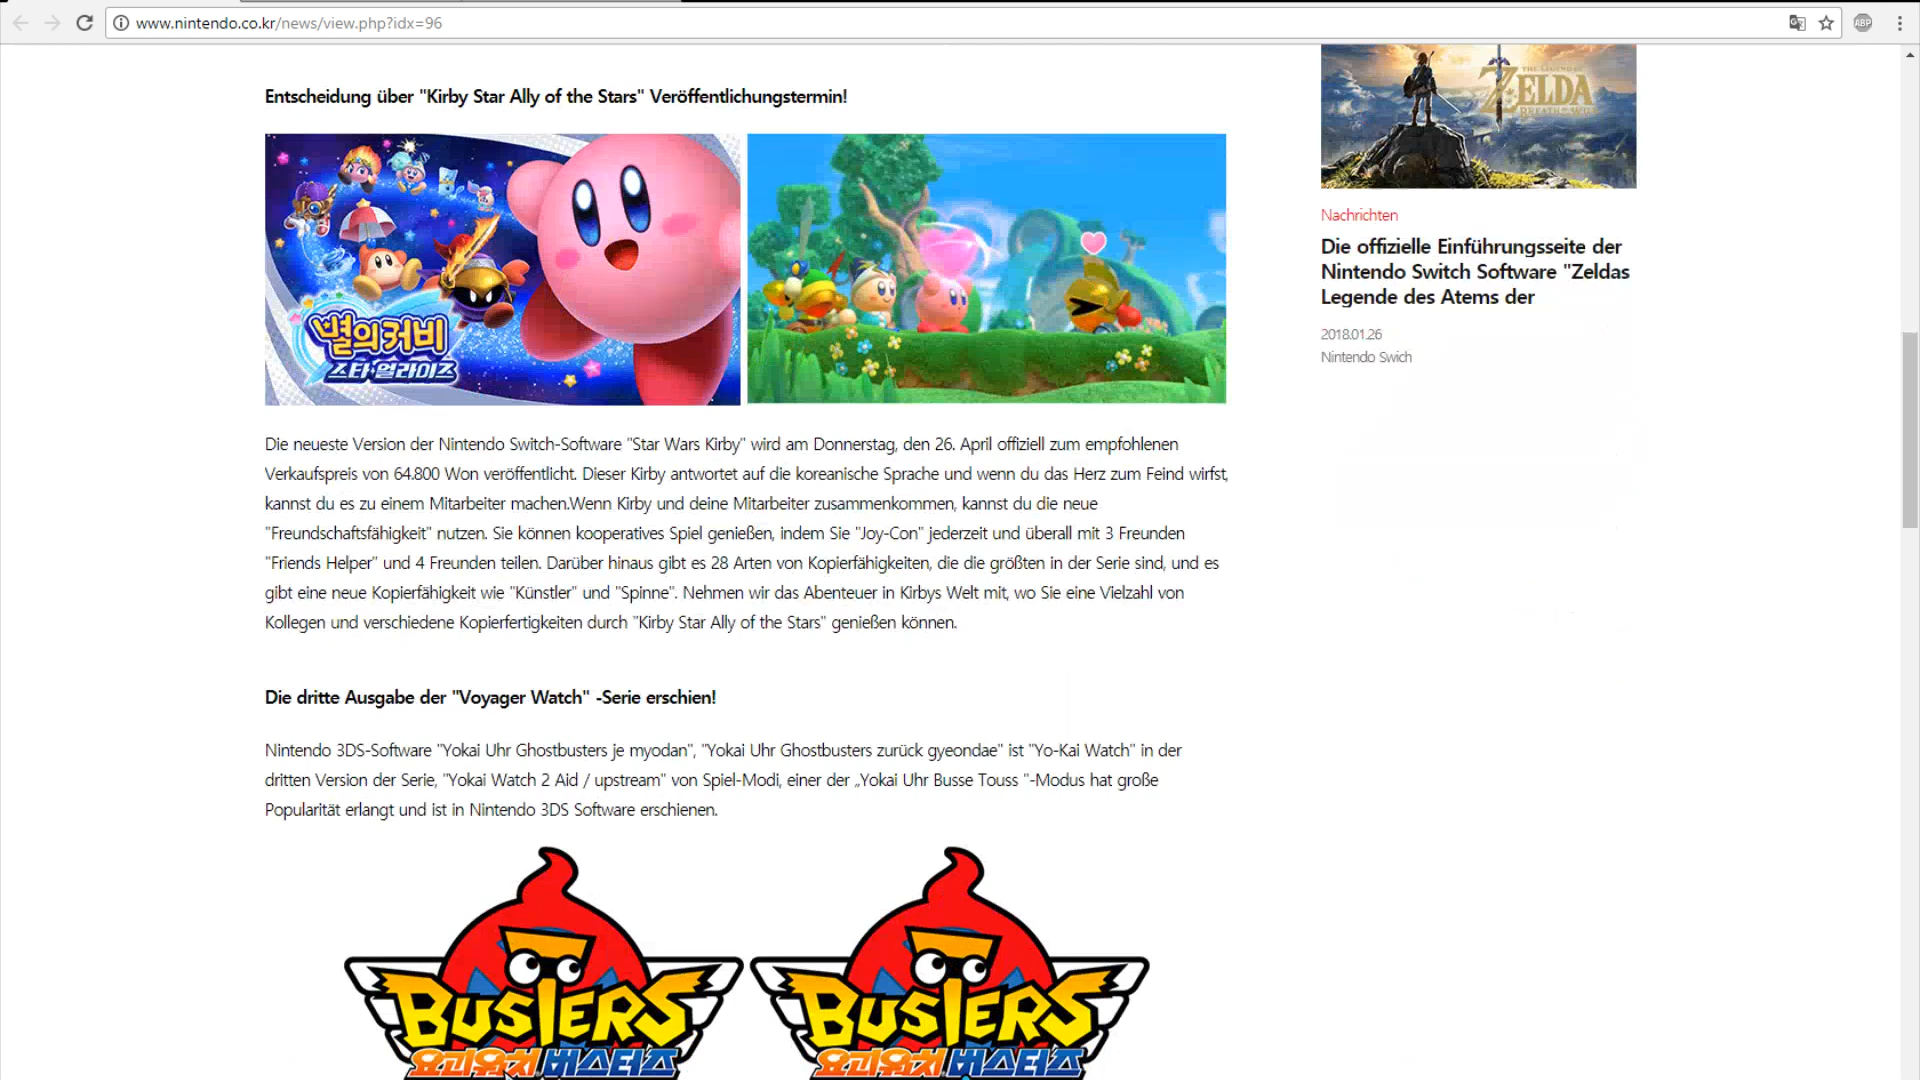 www.nintendo.co.kr/news/view.php?idx=96
ABP
Entscheidung über "Kirby Star Ally of the Stars" Veröffentlichungstermin!
별의 커비
스타 얼라이즈
Die neueste Version der Nintendo Switch-Software "Star Wars Kirby" wird am Donnerstag, den 26. April offiziell zum empfohlenen
Verkaufspreis von 64.800 Won veröffentlicht. Dieser Kirby antwortet auf die koreanische Sprache und wenn du das Herz zum Feind wirfst,
kannst du es zu einem Mitarbeiter machen.Wenn Kirby und deine Mitarbeiter zusammenkommen, kannst du die neue
"Freundschaftsfähigkeit" nutzen. Sie können kooperatives Spiel genießen, indem Sie "Joy-Con" jederzeit und überall mit 3 Freunden
"Friends Helper" und 4 Freunden teilen. Darüber hinaus gibt es 28 Arten von Kopierfähigkeiten, die die größten in der Serie sind, und es
gibt eine neue Kopierfähigkeit wie "Künstler" und "Spinne". Nehmen wir das Abenteuer in Kirbys Welt mit, wo Sie eine Vielzahl von
Kollegen und verschiedene Kopierfertigkeiten durch "Kirby Star Ally of the Stars" genießen können.
Die dritte Ausgabe der "Voyager Watch" -Serie erschien!
Nintendo 3DS-Software "Yokai Uhr Ghostbusters je myodan", "Yokai Uhr Ghostbusters zurück gyeondae" ist "Yo-Kai Watch" in der
dritten Version der Serie, "Yokai Watch 2 Aid / upstream" von Spiel-Modi, einer der „Yokai Uhr Busse Touss "-Modus hat große
Popularität erlangt und ist in Nintendo 3DS Software erschienen.
BUSTERS
요괴워치 버스터즈
BUSTERS
요괴워치 버스터즈
THE LEGEND OF
ZELDA
BREATH OF THE WILD
Nachrichten
Die offizielle Einführungsseite der
Nintendo Switch Software "Zeldas
Legende des Atems der
2018.01.26
Nintendo Swich